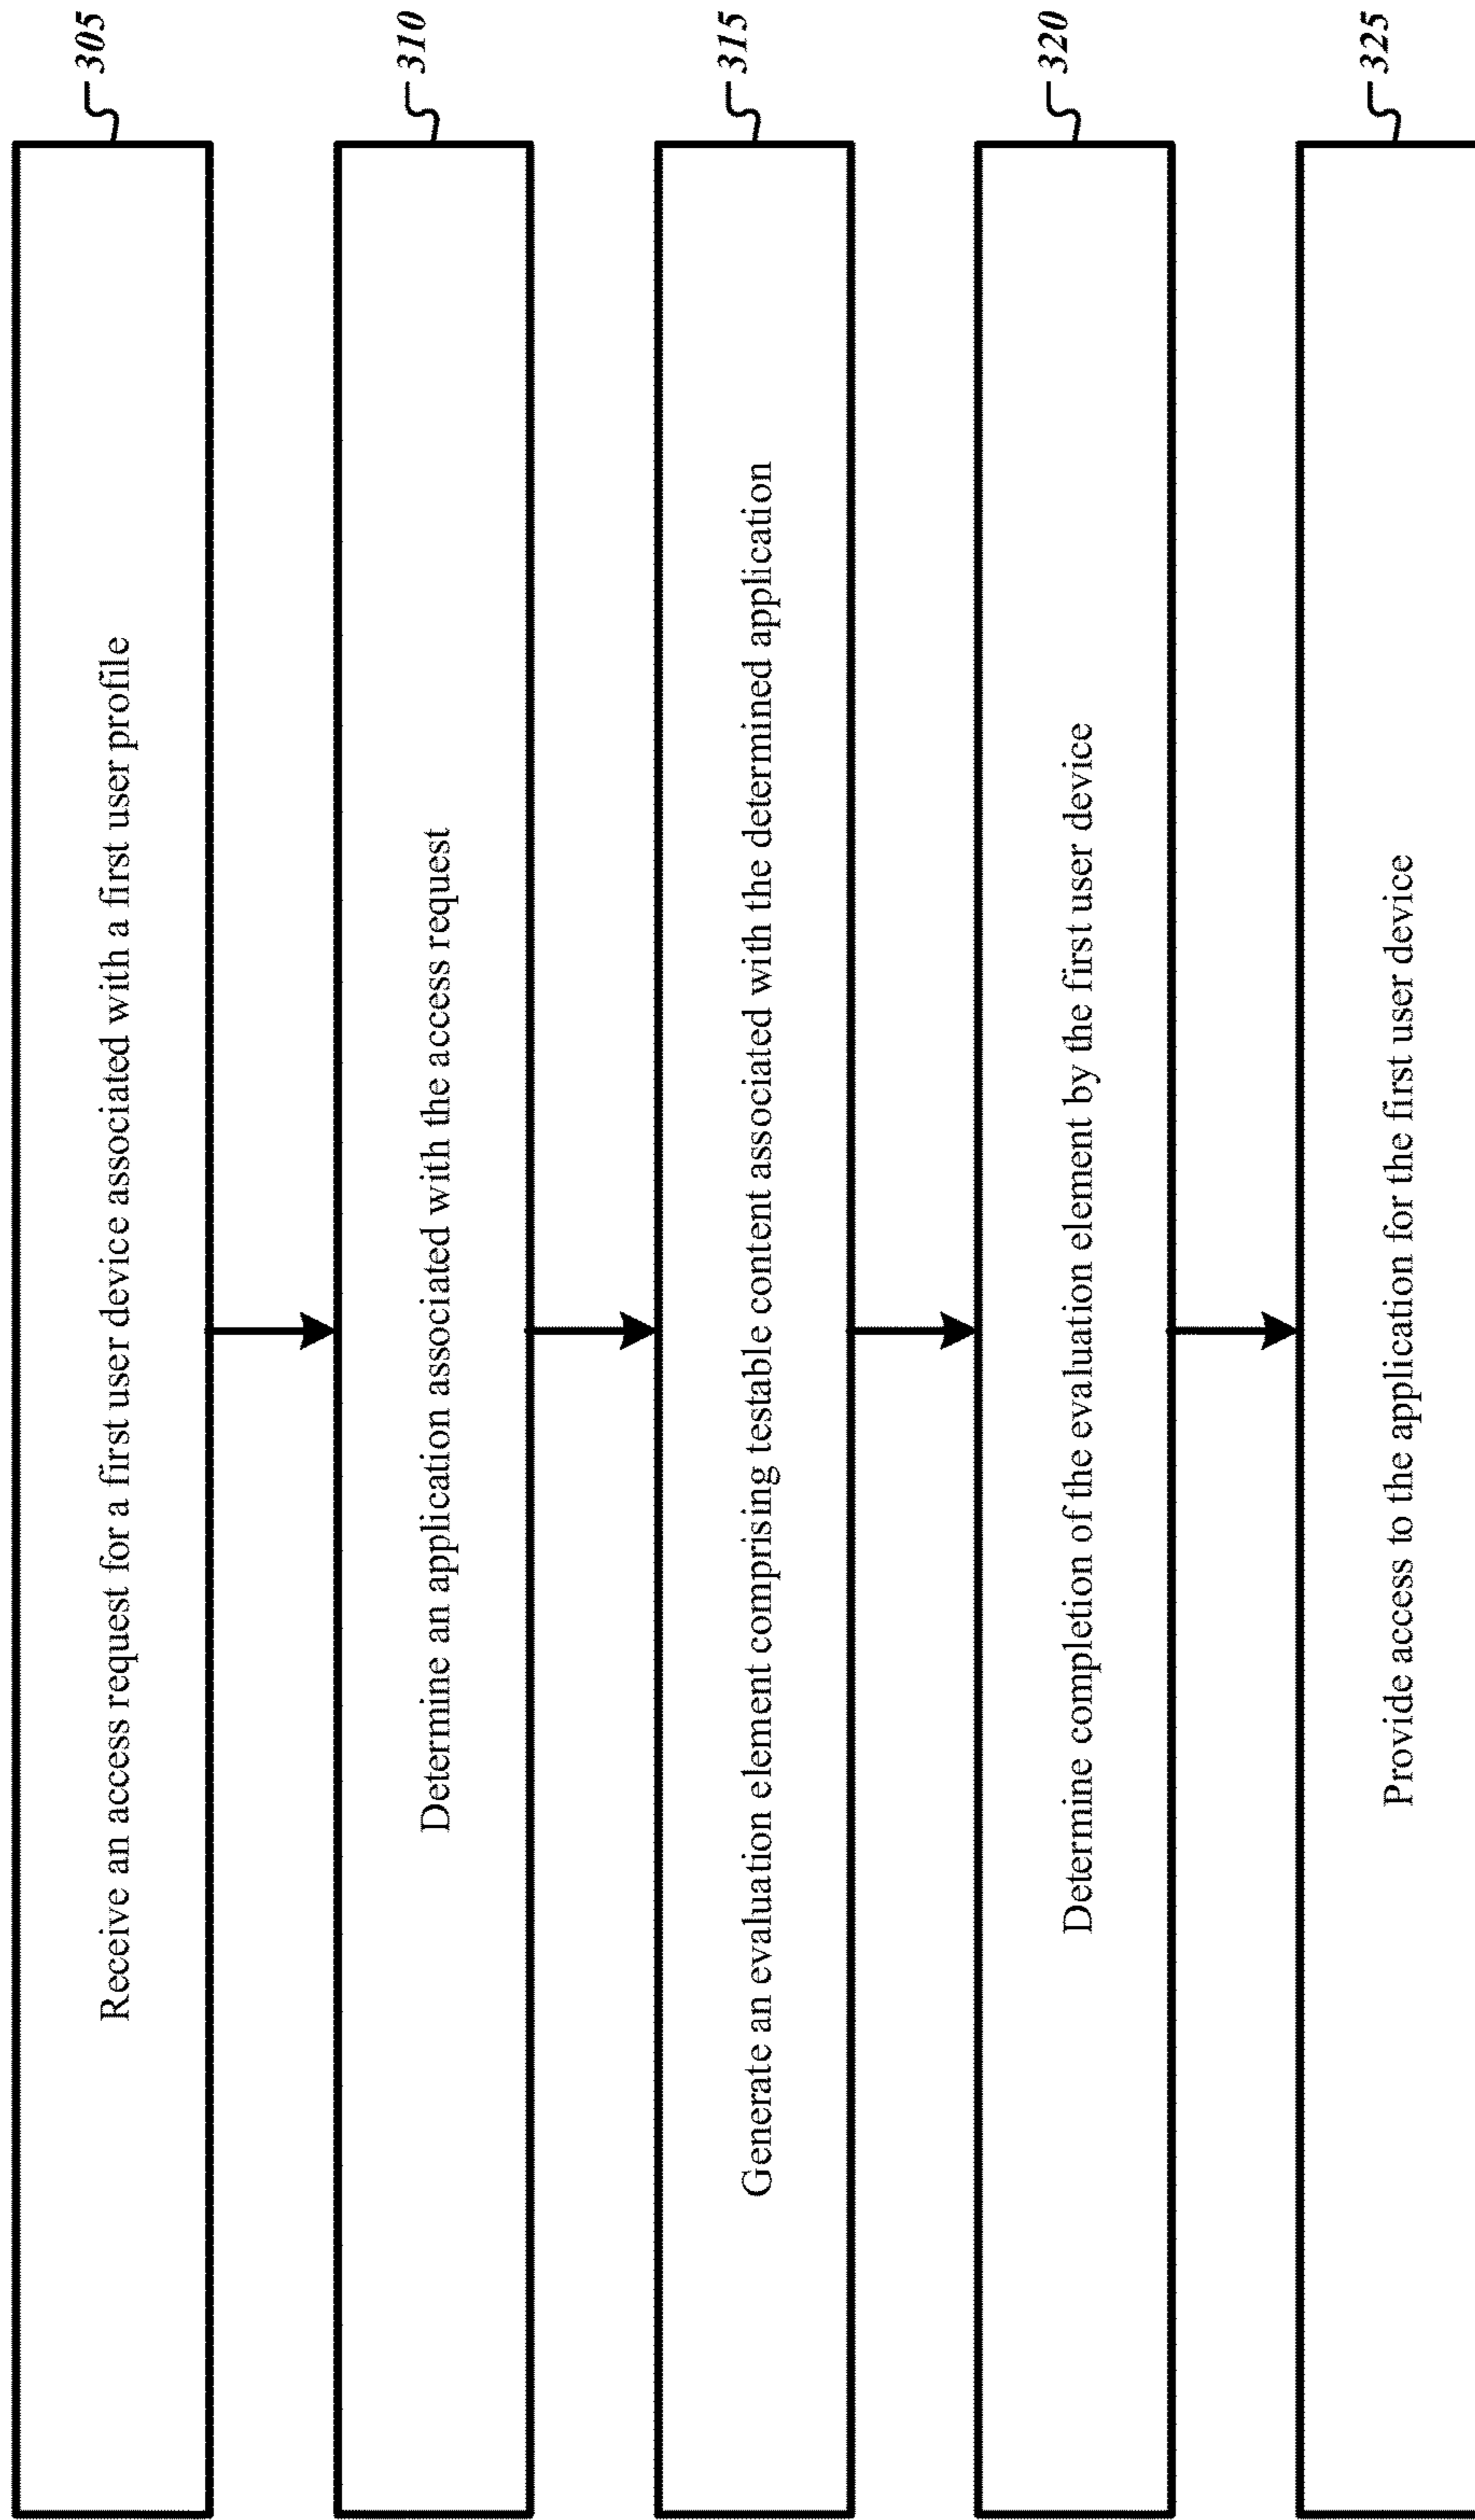 Receive an access request for a first user device associated with a first user profile
305
Determine an application associated with the access request
310
Generate an evaluation element comprising testable content associated with the determined application
315
Determine completion of the evaluation element by the first user device
320
Provide access to the application for the first user device
325